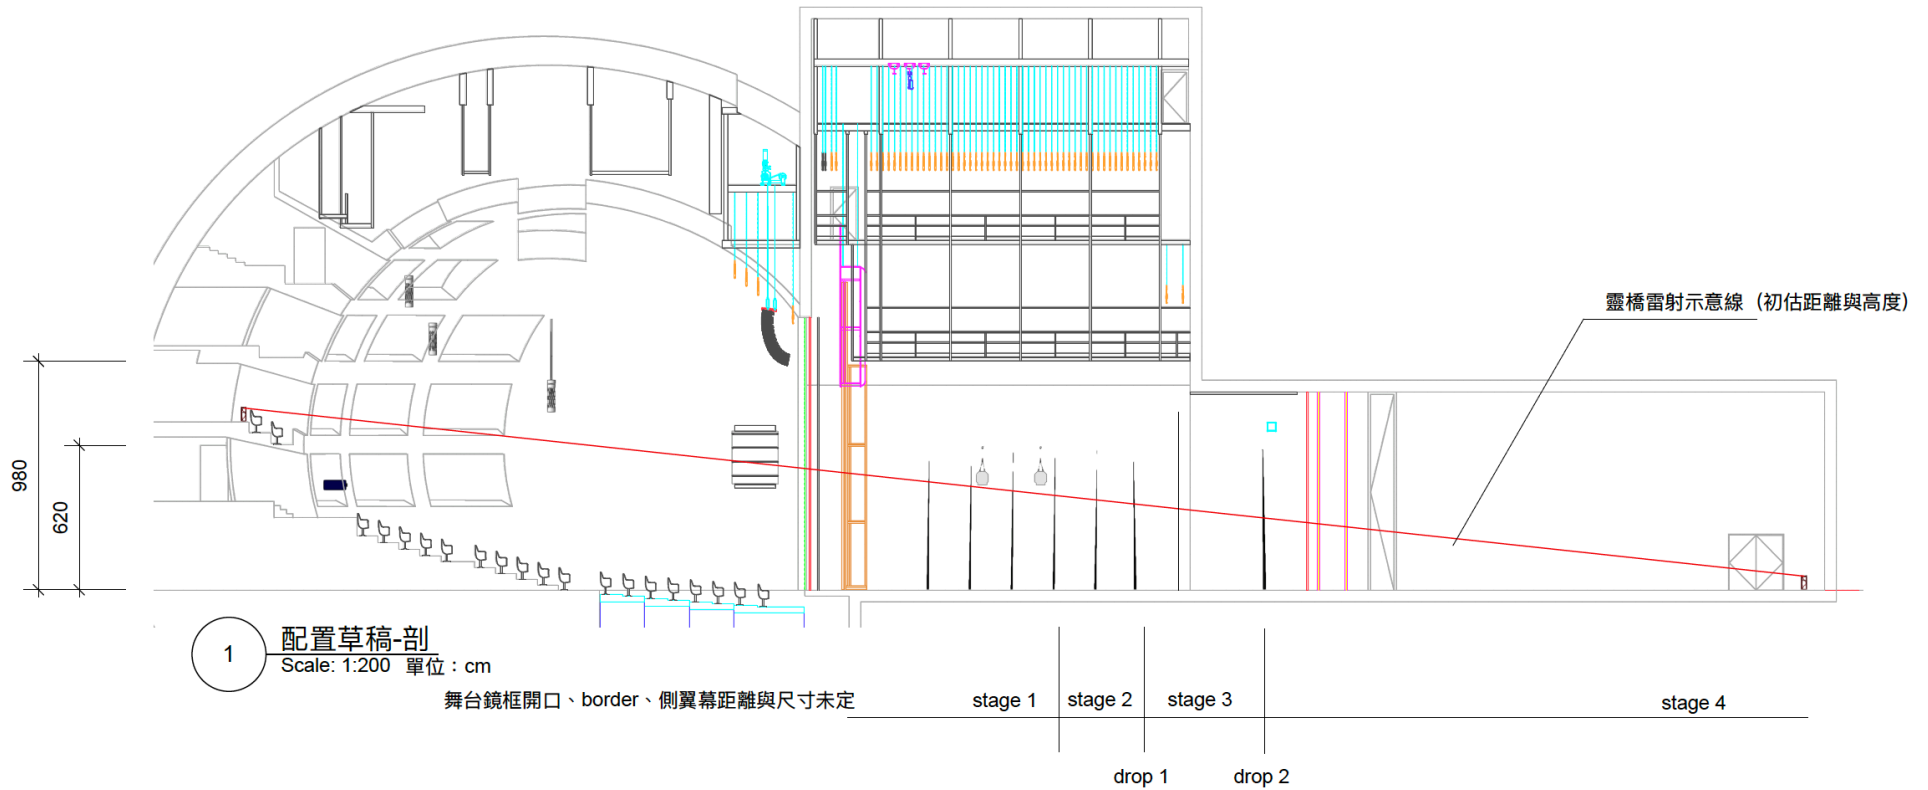 靈橋雷射示意線（初估距離與高度）
980
620
1
配置草稿-剖
Scale: 1:200 單位：cm
舞台鏡框開口、border、側翼幕距離與尺寸未定
stage 1
stage 2
stage 3
stage 4
drop 1
drop 2